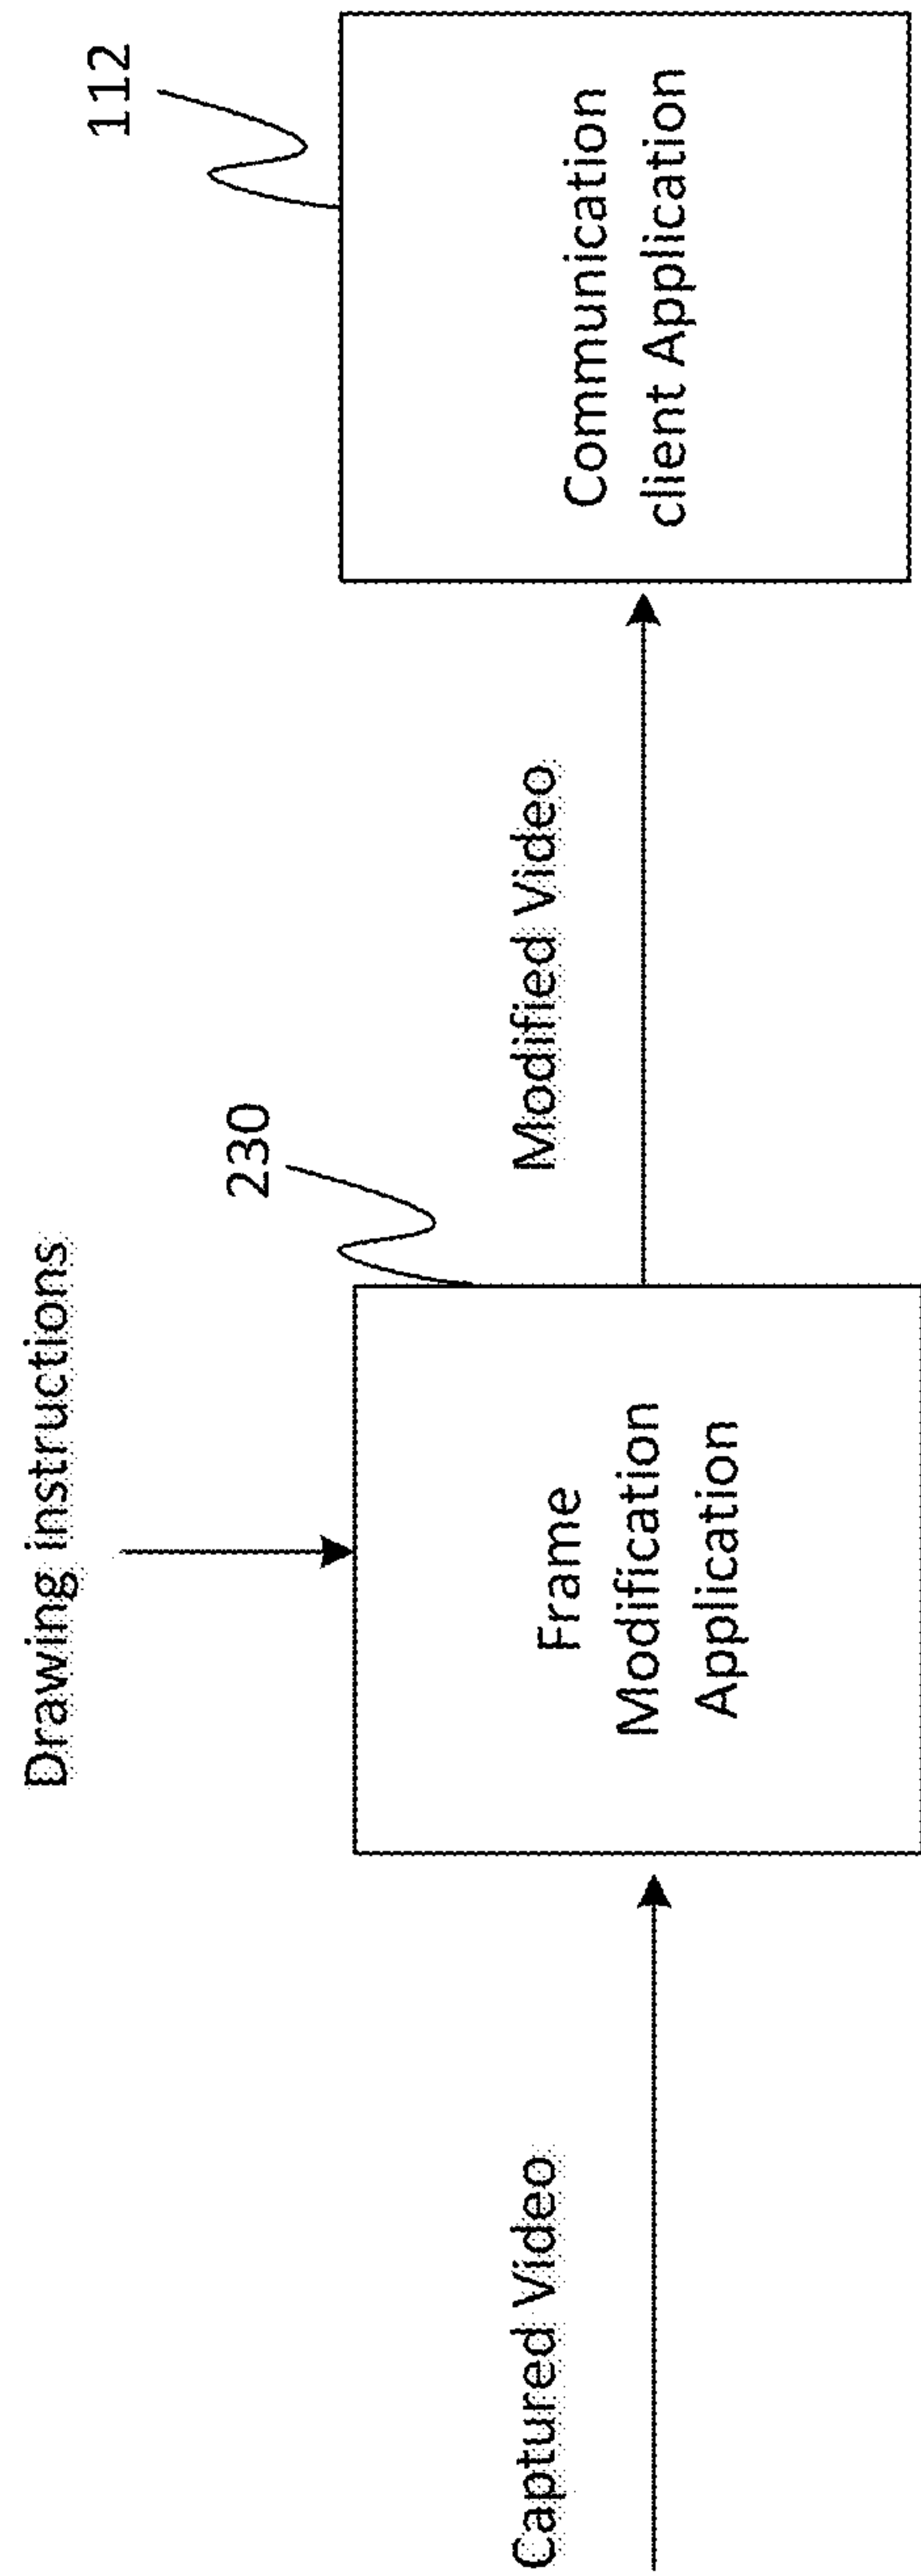 Drawing instructions
230
112
Captured Video
Frame
Modification
Application
Modified Video
Communication
client Application